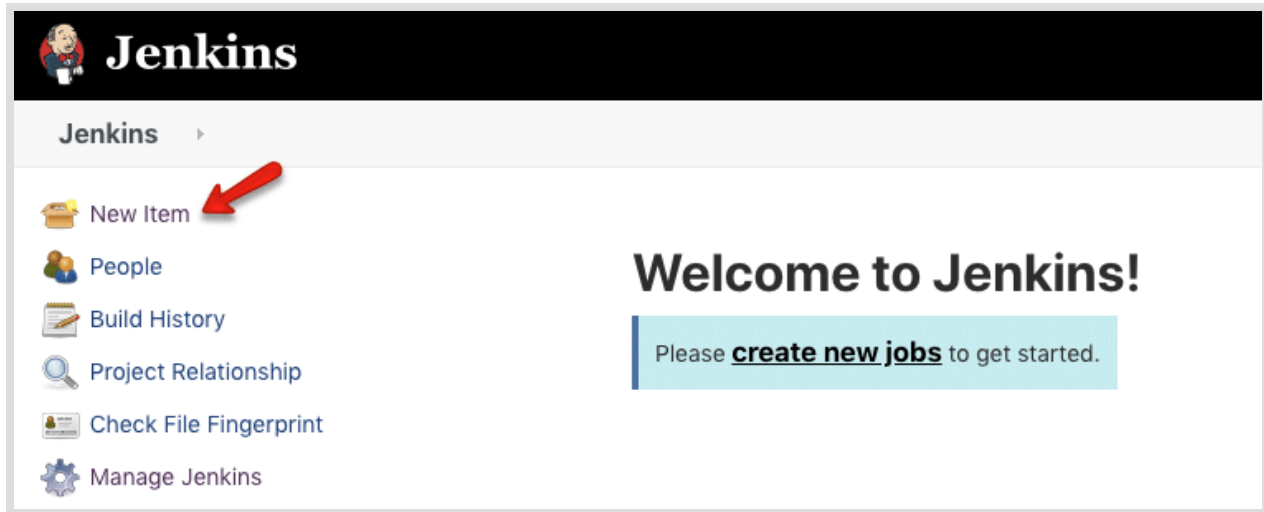 Jenkins
Jenkins
New Item
People
Build History
Project Relationship
Check File Fingerprint
Manage Jenkins
Welcome to Jenkins!
Please create new jobs to get started.